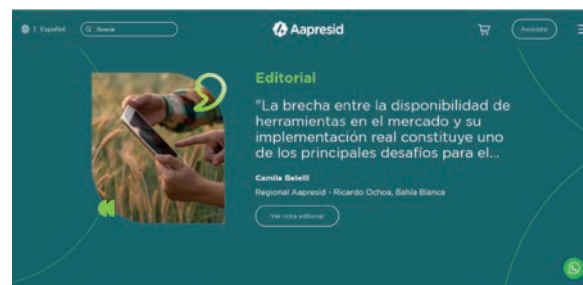 | Español
Buscar
Aapresid
Asociate
Editorial
"La brecha entre la disponibilidad de
herramientas en el mercado y su
implementación real constituye uno
de los principales desafíos para el...
Camila Belelli
Regional Aapresid - Ricardo Ochoa, Bahía Blanca
Ver nota editorial